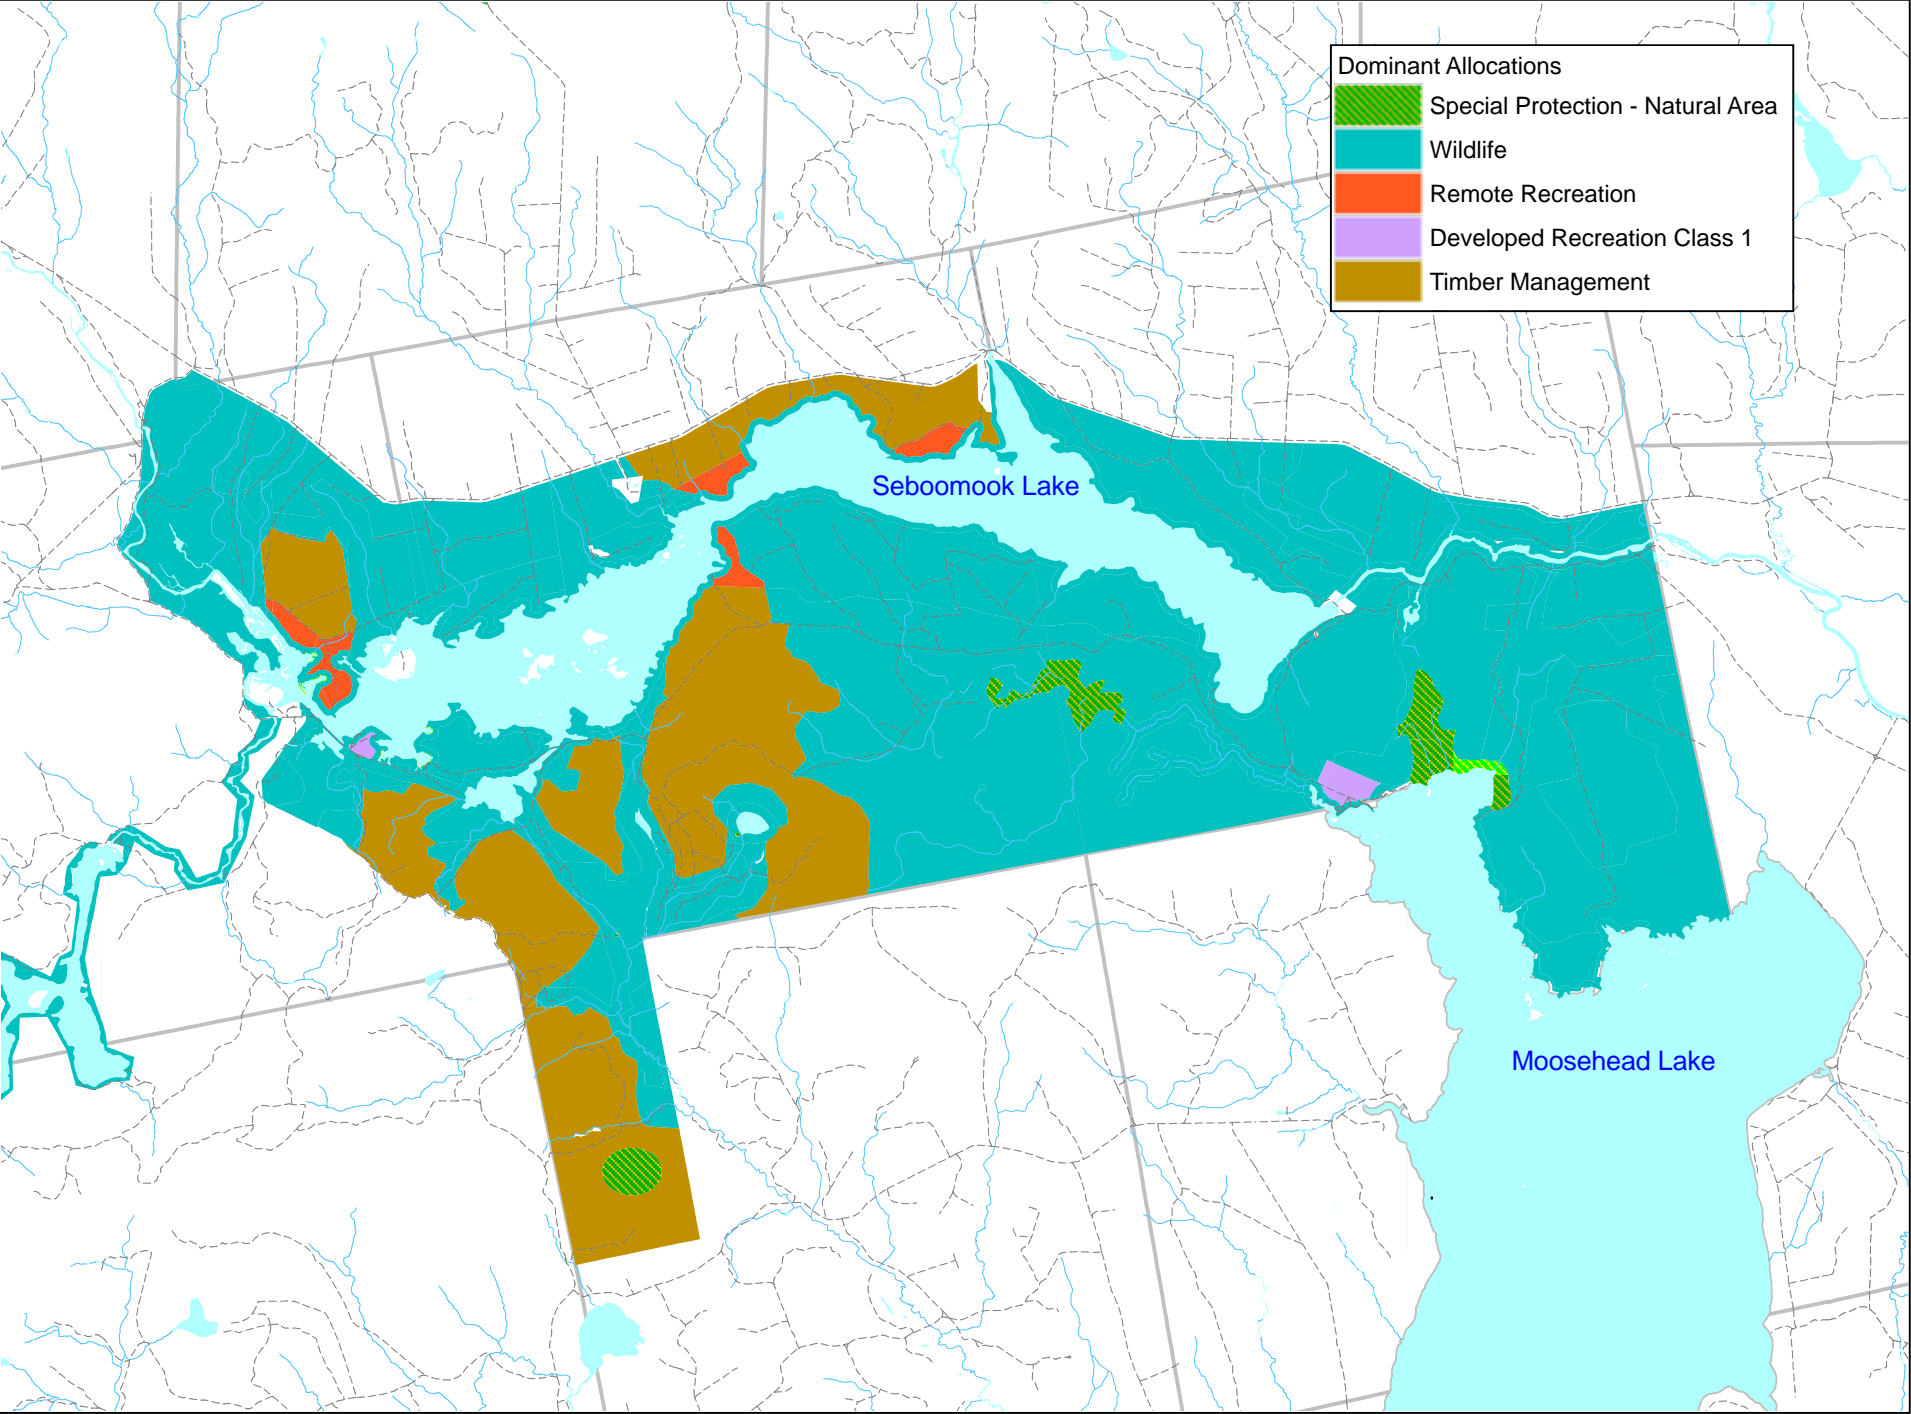 Dominant Allocations
Special Protection - Natural Area
Wildlife
Remote Recreation
Developed Recreation Class 1
Timber Management
Seboomook Lake
Moosehead Lake